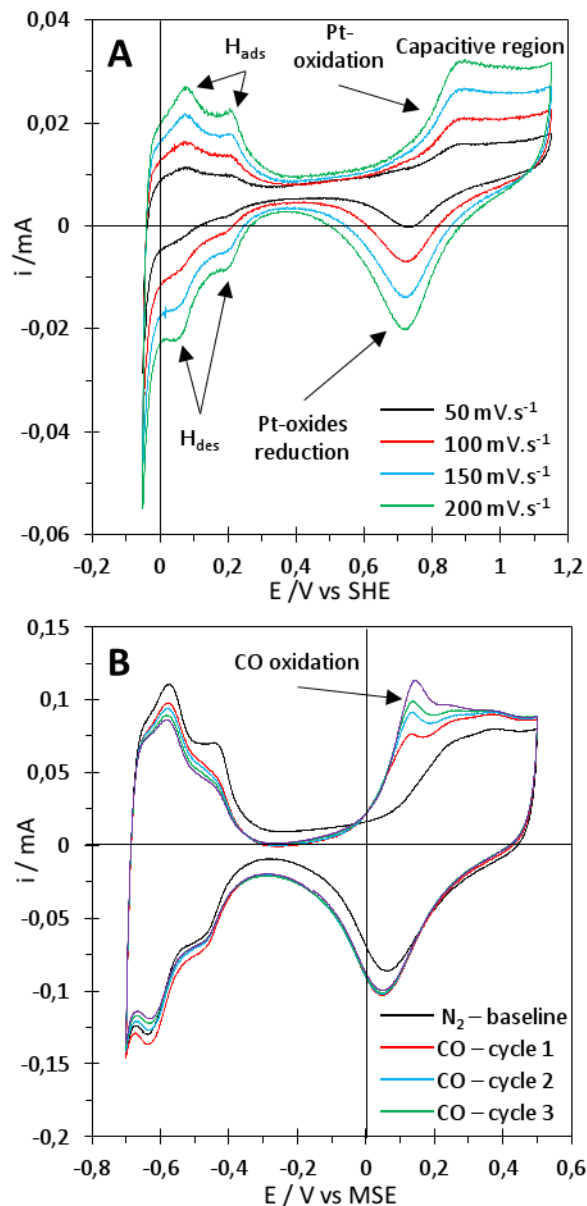 A
H_ads
Pt-
oxidation
Capacitive region
0,04
0,02
0
-0,02
-0,04
-0,06
i /mA
H_des
Pt-oxides
reduction
50 mV.s⁻¹
100 mV.s⁻¹
150 mV.s⁻¹
200 mV.s⁻¹
-0,2 0 0,2 0,4 0,6 0,8 1 1,2
E /V vs SHE
B
CO oxidation
0,15
0,1
0,05
0
-0,05
-0,1
-0,15
-0,2
i / mA
N₂ – baseline
CO – cycle 1
CO – cycle 2
CO – cycle 3
-0,8 -0,6 -0,4 -0,2 0 0,2 0,4 0,6
E / V vs MSE